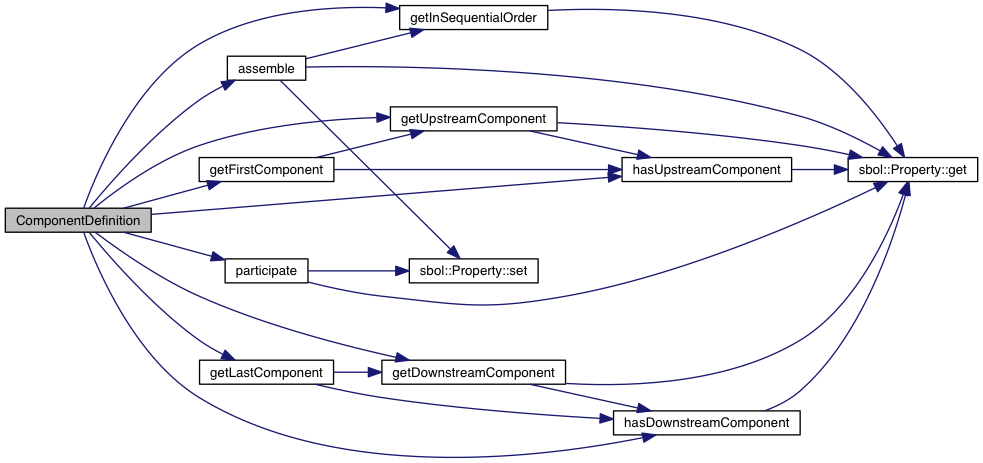 getInSequentialOrder
assemble
getUpstreamComponent
getFirstComponent
hasUpstreamComponent
sbol::Property::get
ComponentDefinition
participate
sbol::Property::set
getLastComponent
getDownstreamComponent
hasDownstreamComponent